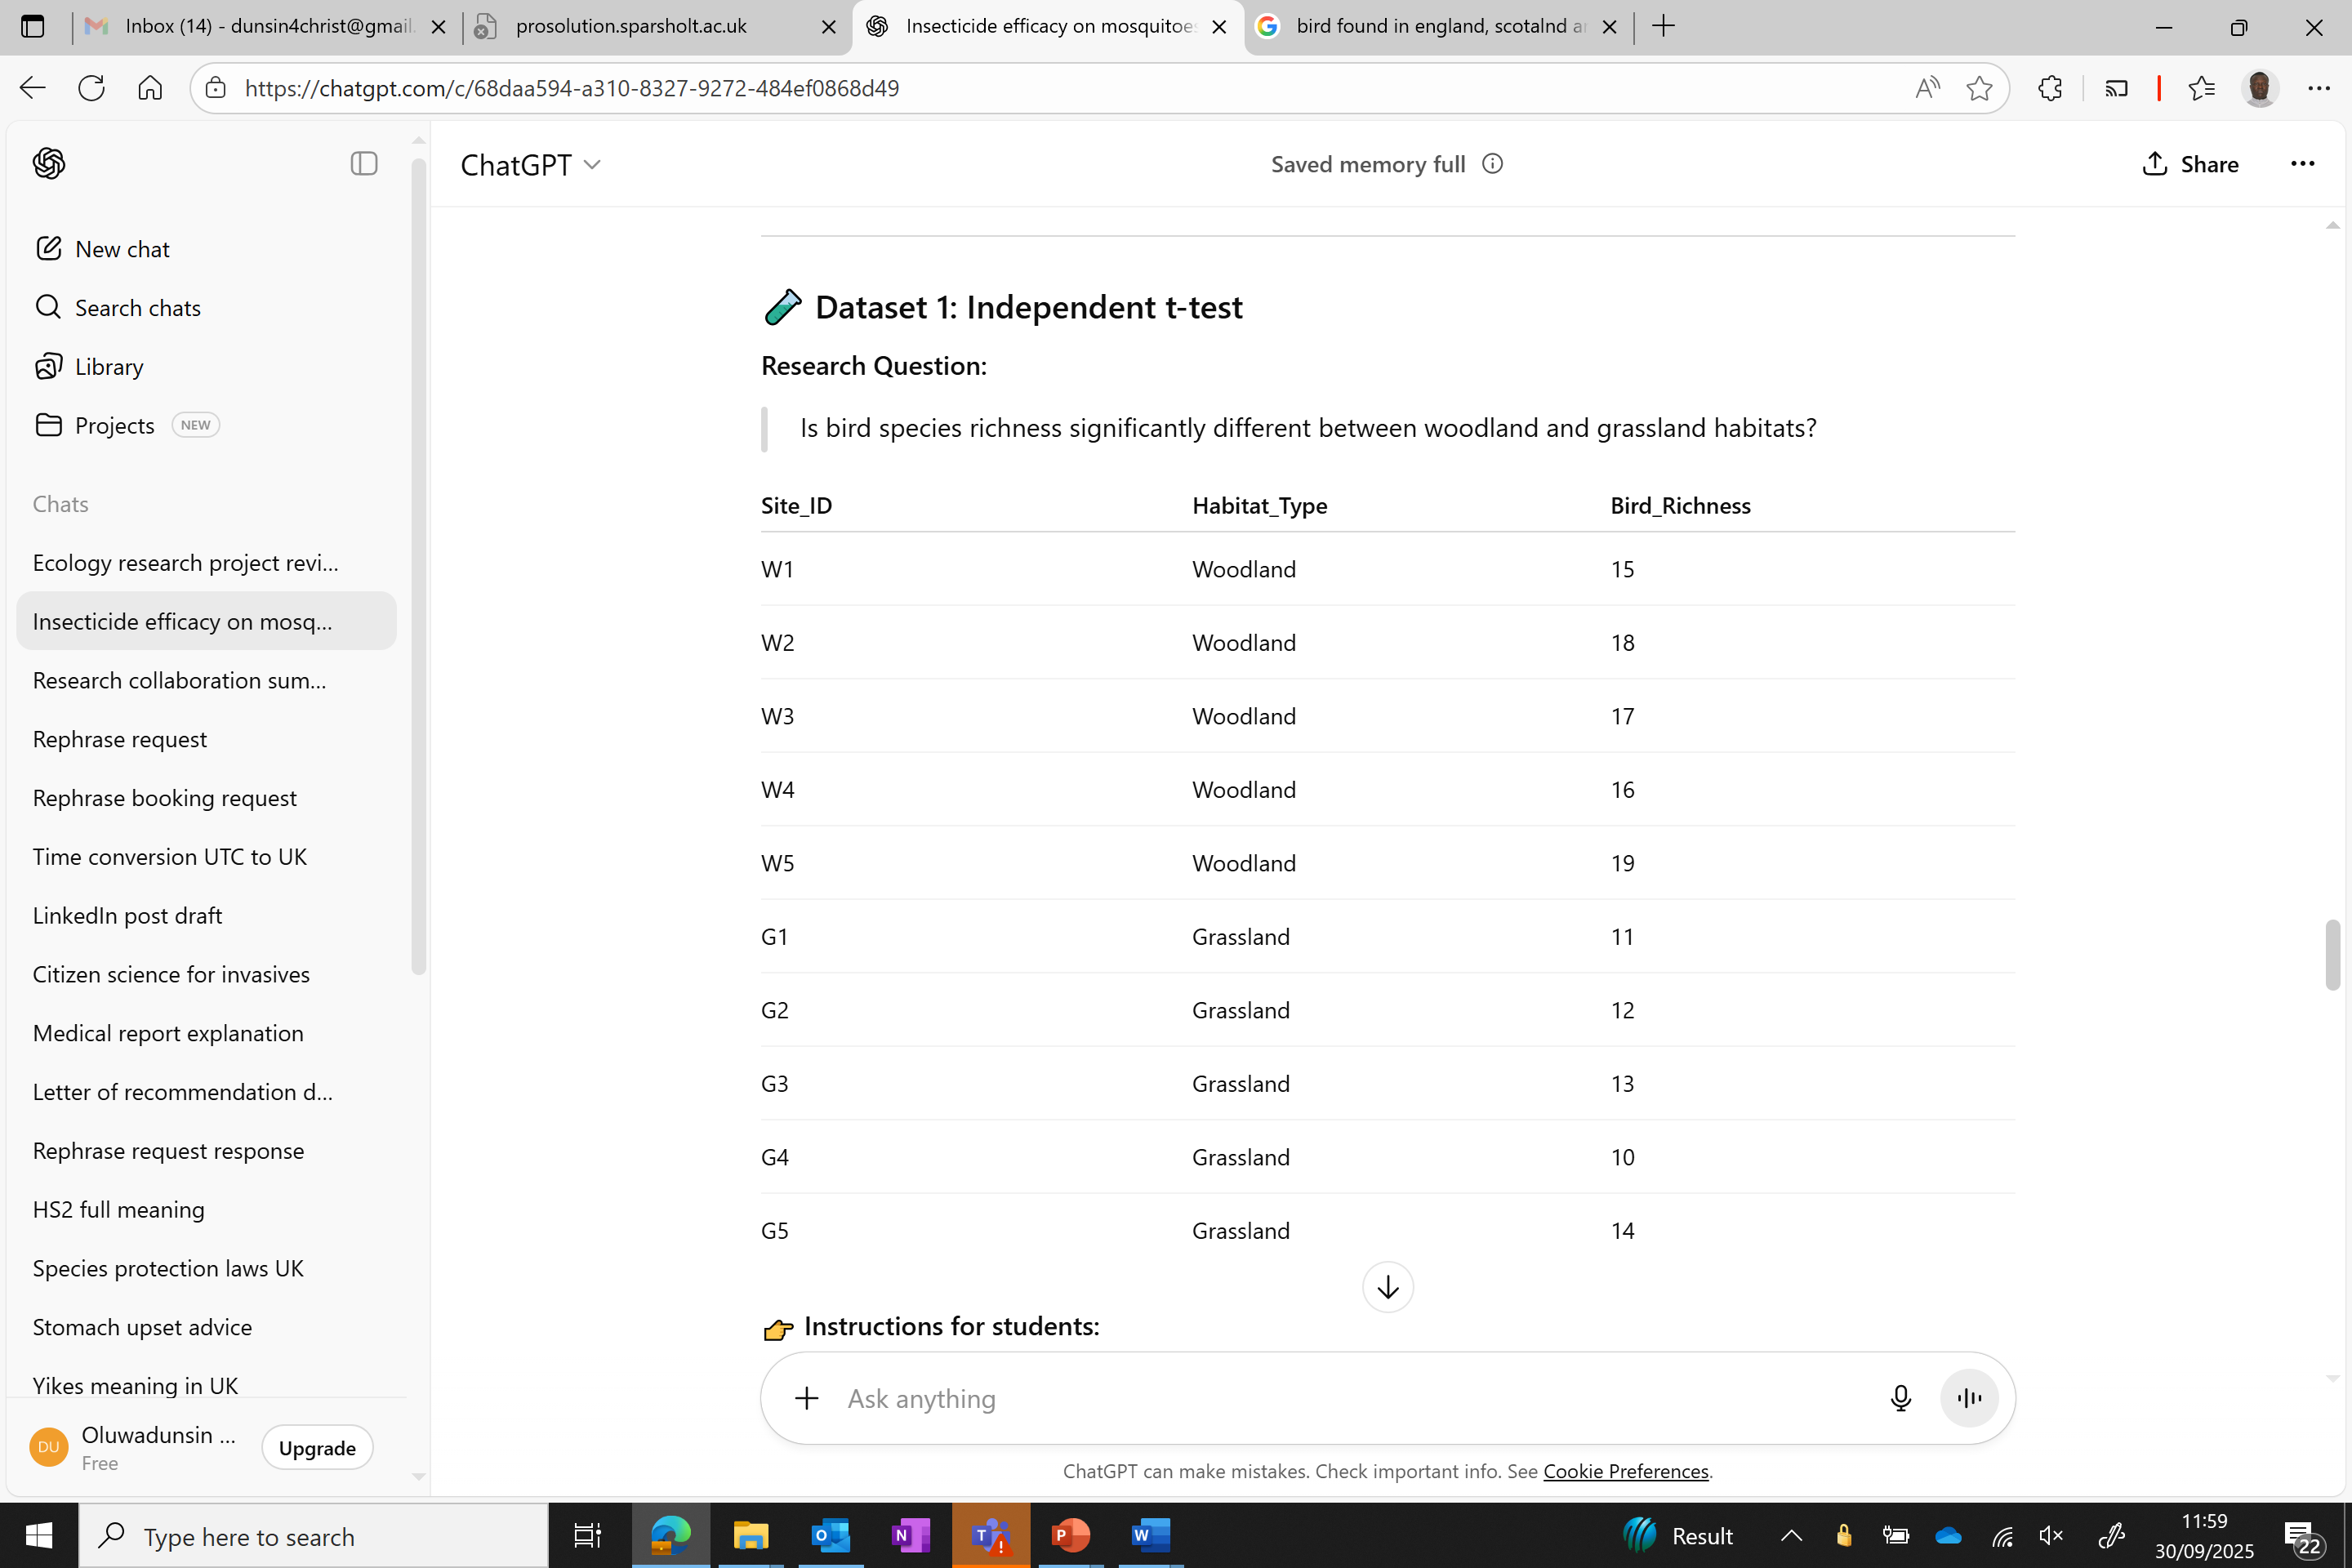 Inbox (14) - dunsin4christ@gmail.
prosolution.sparsholt.ac.uk
Insecticide efficacy on mosquitoes
bird found in england, scotalnd ar
https://chatgpt.com/c/68daa594-a310-8327-9272-484ef0868d49
ChatGPT
Saved memory full
Share
New chat
Search chats
Library
Projects NEW
Chats
Ecology research project revi...
Insecticide efficacy on mosq...
Research collaboration sum...
Rephrase request
Rephrase booking request
Time conversion UTC to UK
LinkedIn post draft
Citizen science for invasives
Medical report explanation
Letter of recommendation d...
Rephrase request response
HS2 full meaning
Species protection laws UK
Stomach upset advice
Yikes meaning in UK
DU
Oluwadunsin ...
Free
Upgrade
Dataset 1: Independent t-test
Research Question:
Is bird species richness significantly different between woodland and grassland habitats?
Site_ID Habitat_Type Bird_Richness
W1 Woodland 15
W2 Woodland 18
W3 Woodland 17
W4 Woodland 16
W5 Woodland 19
G1 Grassland 11
G2 Grassland 12
G3 Grassland 13
G4 Grassland 10
G5 Grassland 14
Instructions for students:
Ask anything
ChatGPT can make mistakes. Check important info. See Cookie Preferences.
Type here to search
Result
11:59
30/09/2025
22